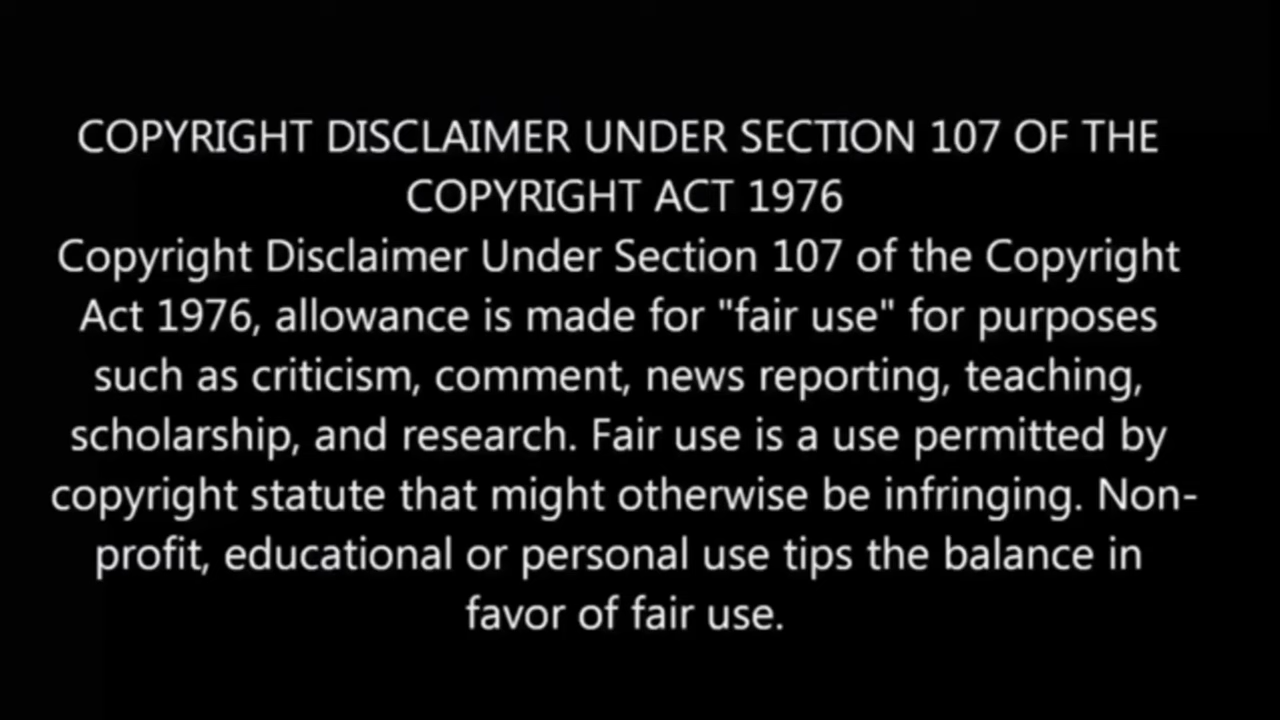 COPYRIGHT DISCLAIMER UNDER SECTION 107 OF THE
COPYRIGHT ACT 1976
Copyright Disclaimer Under Section 107 of the Copyright
Act 1976, allowance is made for "fair use" for purposes
such as criticism, comment, news reporting, teaching,
scholarship, and research. Fair use is a use permitted by
copyright statute that might otherwise be infringing. Non-
profit, educational or personal use tips the balance in
favor of fair use.